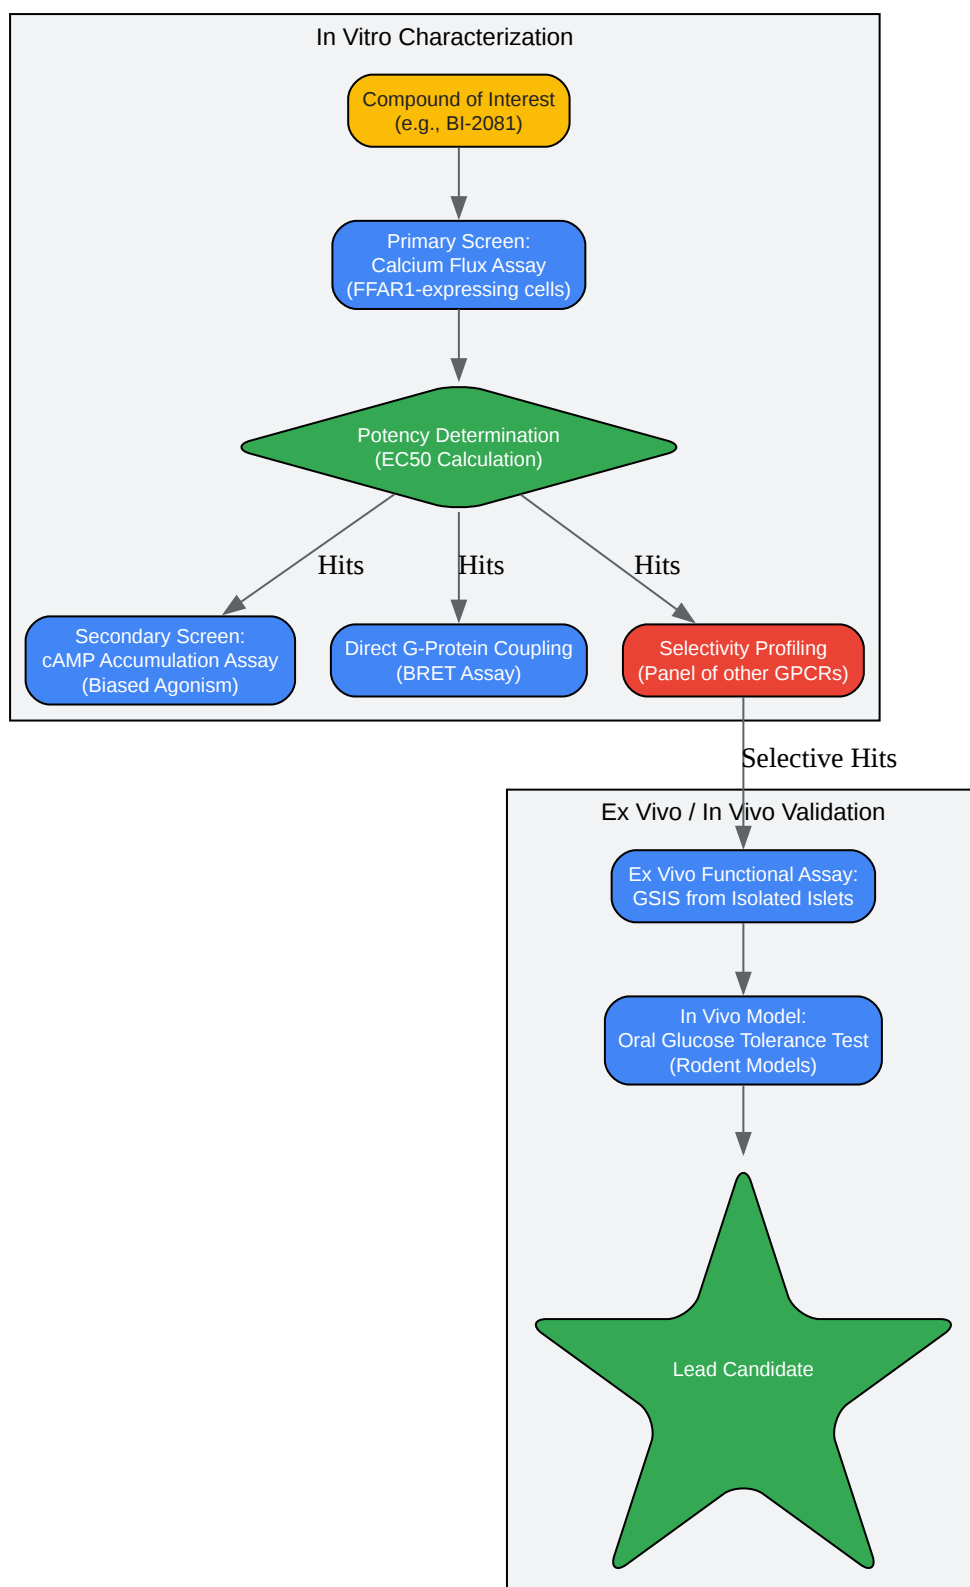 In Vitro Characterization
Compound of Interest
(e.g., BI-2081)
Primary Screen:
Calcium Flux Assay
(FFAR1-expressing cells)
Potency Determination
(EC50 Calculation)
Hits
Hits
Hits
Secondary Screen:
cAMP Accumulation Assay
(Biased Agonism)
Direct G-Protein Coupling
(BRET Assay)
Selectivity Profiling
(Panel of other GPCRs)
Selective Hits
Ex Vivo / In Vivo Validation
Ex Vivo Functional Assay:
GSIS from Isolated Islets
In Vivo Model:
Oral Glucose Tolerance Test
(Rodent Models)
Lead Candidate